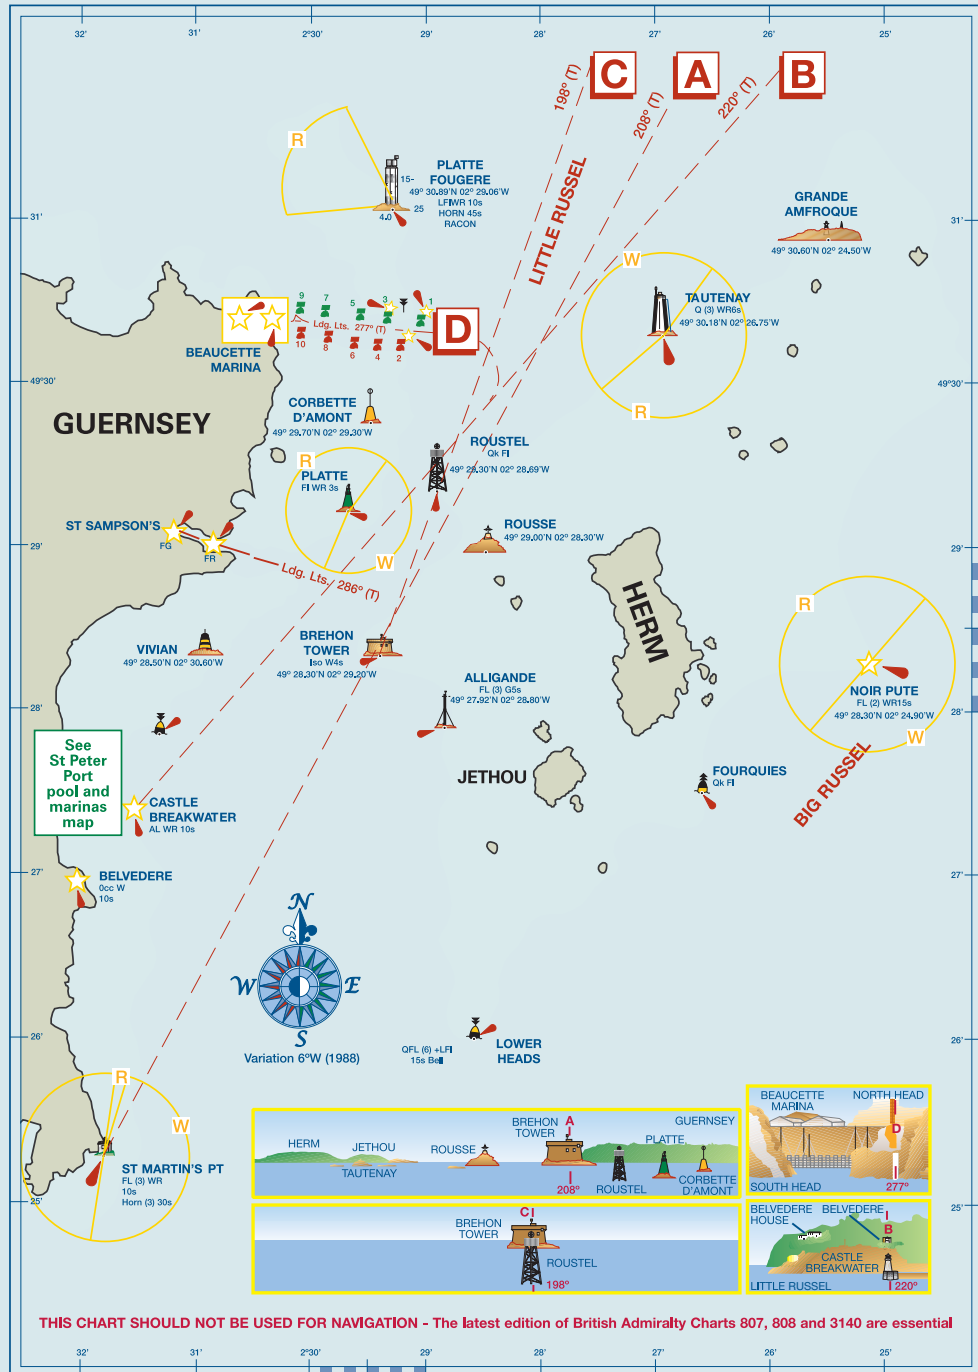 32'
31'
2°30'
29'
28'
27'
26'
25'
C
A
B
198° (T)
208° (T)
220° (T)
LITTLE RUSSEL
R
PLATTE
FOUGERE
49° 30.89'N 02° 29.06'W
LFIWR 10s
HORN 45s
RACON
15-
25
4.0
31'
31'
GRANDE
AMFROQUE
49° 30.60'N 02° 24.50'W
W
TAUTENAY
Q (3) WR6s
49° 30.18'N 02° 26.75'W
R
9
7
5
3
1
Ldg. Lts. 277° (T)
D
10
8
6
4
2
BEAUCETTE
MARINA
49°30'
49°30'
GUERNSEY
CORBETTE
D'AMONT
49° 29.70'N 02° 29.30'W
ROUSTEL
Qk Fl
49° 29.30'N 02° 28.69'W
R
PLATTE
Fl WR 3s
W
ST SAMPSON'S
FG
FR
Ldg. Lts. 286° (T)
ROUSSE
49° 29.00'N 02° 28.30'W
29'
29'
HERM
R
NOIR PUTE
FL (2) WR15s
49° 28.30'N 02° 24.90'W
W
VIVIAN
49° 28.50'N 02° 30.60'W
BREHON
TOWER
Iso W4s
49° 28.30'N 02° 29.20'W
ALLIGANDE
FL (3) G5s
49° 27.92'N 02° 28.80'W
28'
28'
See
St Peter
Port
pool and
marinas
map
JETHOU
FOURQUIES
Qk Fl
BIG RUSSEL
CASTLE
BREAKWATER
AL WR 10s
BELVEDERE
0cc W
10s
27'
27'
N
W
E
S
Variation 6°W (1988)
QFL (6) +LFl
15s Bell
LOWER
HEADS
26'
26'
R
W
ST MARTIN'S PT
FL (3) WR
10s
Horn (3) 30s
25'
25'
HERM
JETHOU
TAUTENAY
ROUSSE
BREHON
TOWER
A
208°
ROUSTEL
PLATTE
GUERNSEY
CORBETTE
D'AMONT
BEAUCETTE
MARINA
NORTH HEAD
D
SOUTH HEAD
277°
C
BREHON
TOWER
ROUSTEL
198°
BELVEDERE
HOUSE
BELVEDERE
B
CASTLE
BREAKWATER
LITTLE RUSSEL
220°
THIS CHART SHOULD NOT BE USED FOR NAVIGATION - The latest edition of British Admiralty Charts 807, 808 and 3140 are essential
32'
31'
2°30'
29'
28'
27'
26'
25'